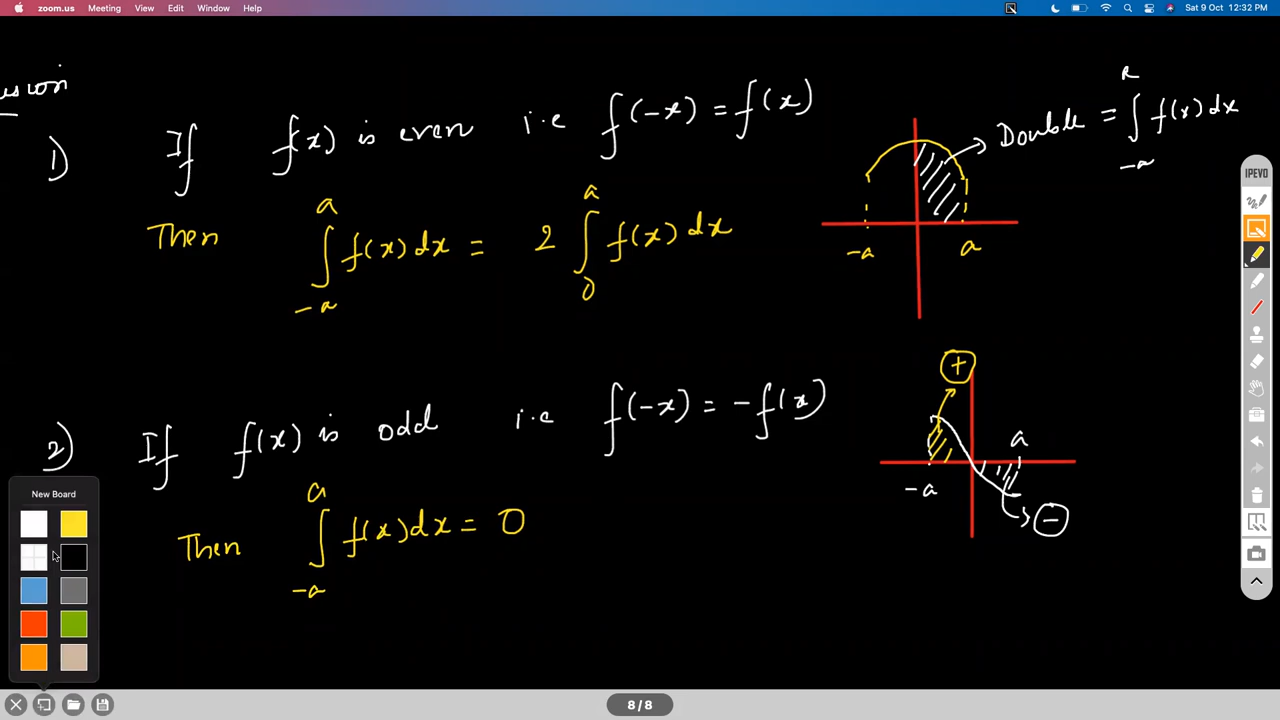 zoom.us Meeting View Edit Window Help Sat 9 Oct 12:32 PM
1) If f(x) is even i.e f(-x) = f(x)
Then ∫_{-a}^{a} f(x) dx = 2 ∫_{0}^{a} f(x) dx
Double = ∫_{-a} f(x) dx
-a a
2) If f(x) is odd i.e f(-x) = -f(x)
Then ∫_{-a}^{a} f(x) dx = 0
+
-a a
−
IPEVO
New Board
8/8